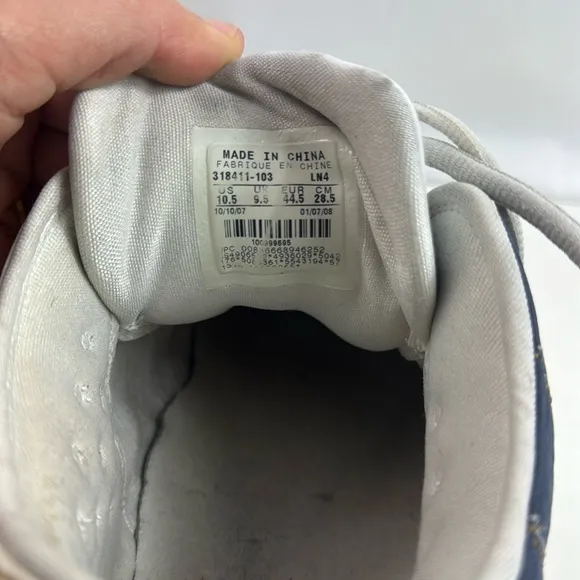 MADE IN CHINA
FABRIQUE EN CHINE
318411-103 LN4
US UK EUR CM
10.5 9.5 44.5 28.5
10/10/07 01/07/08